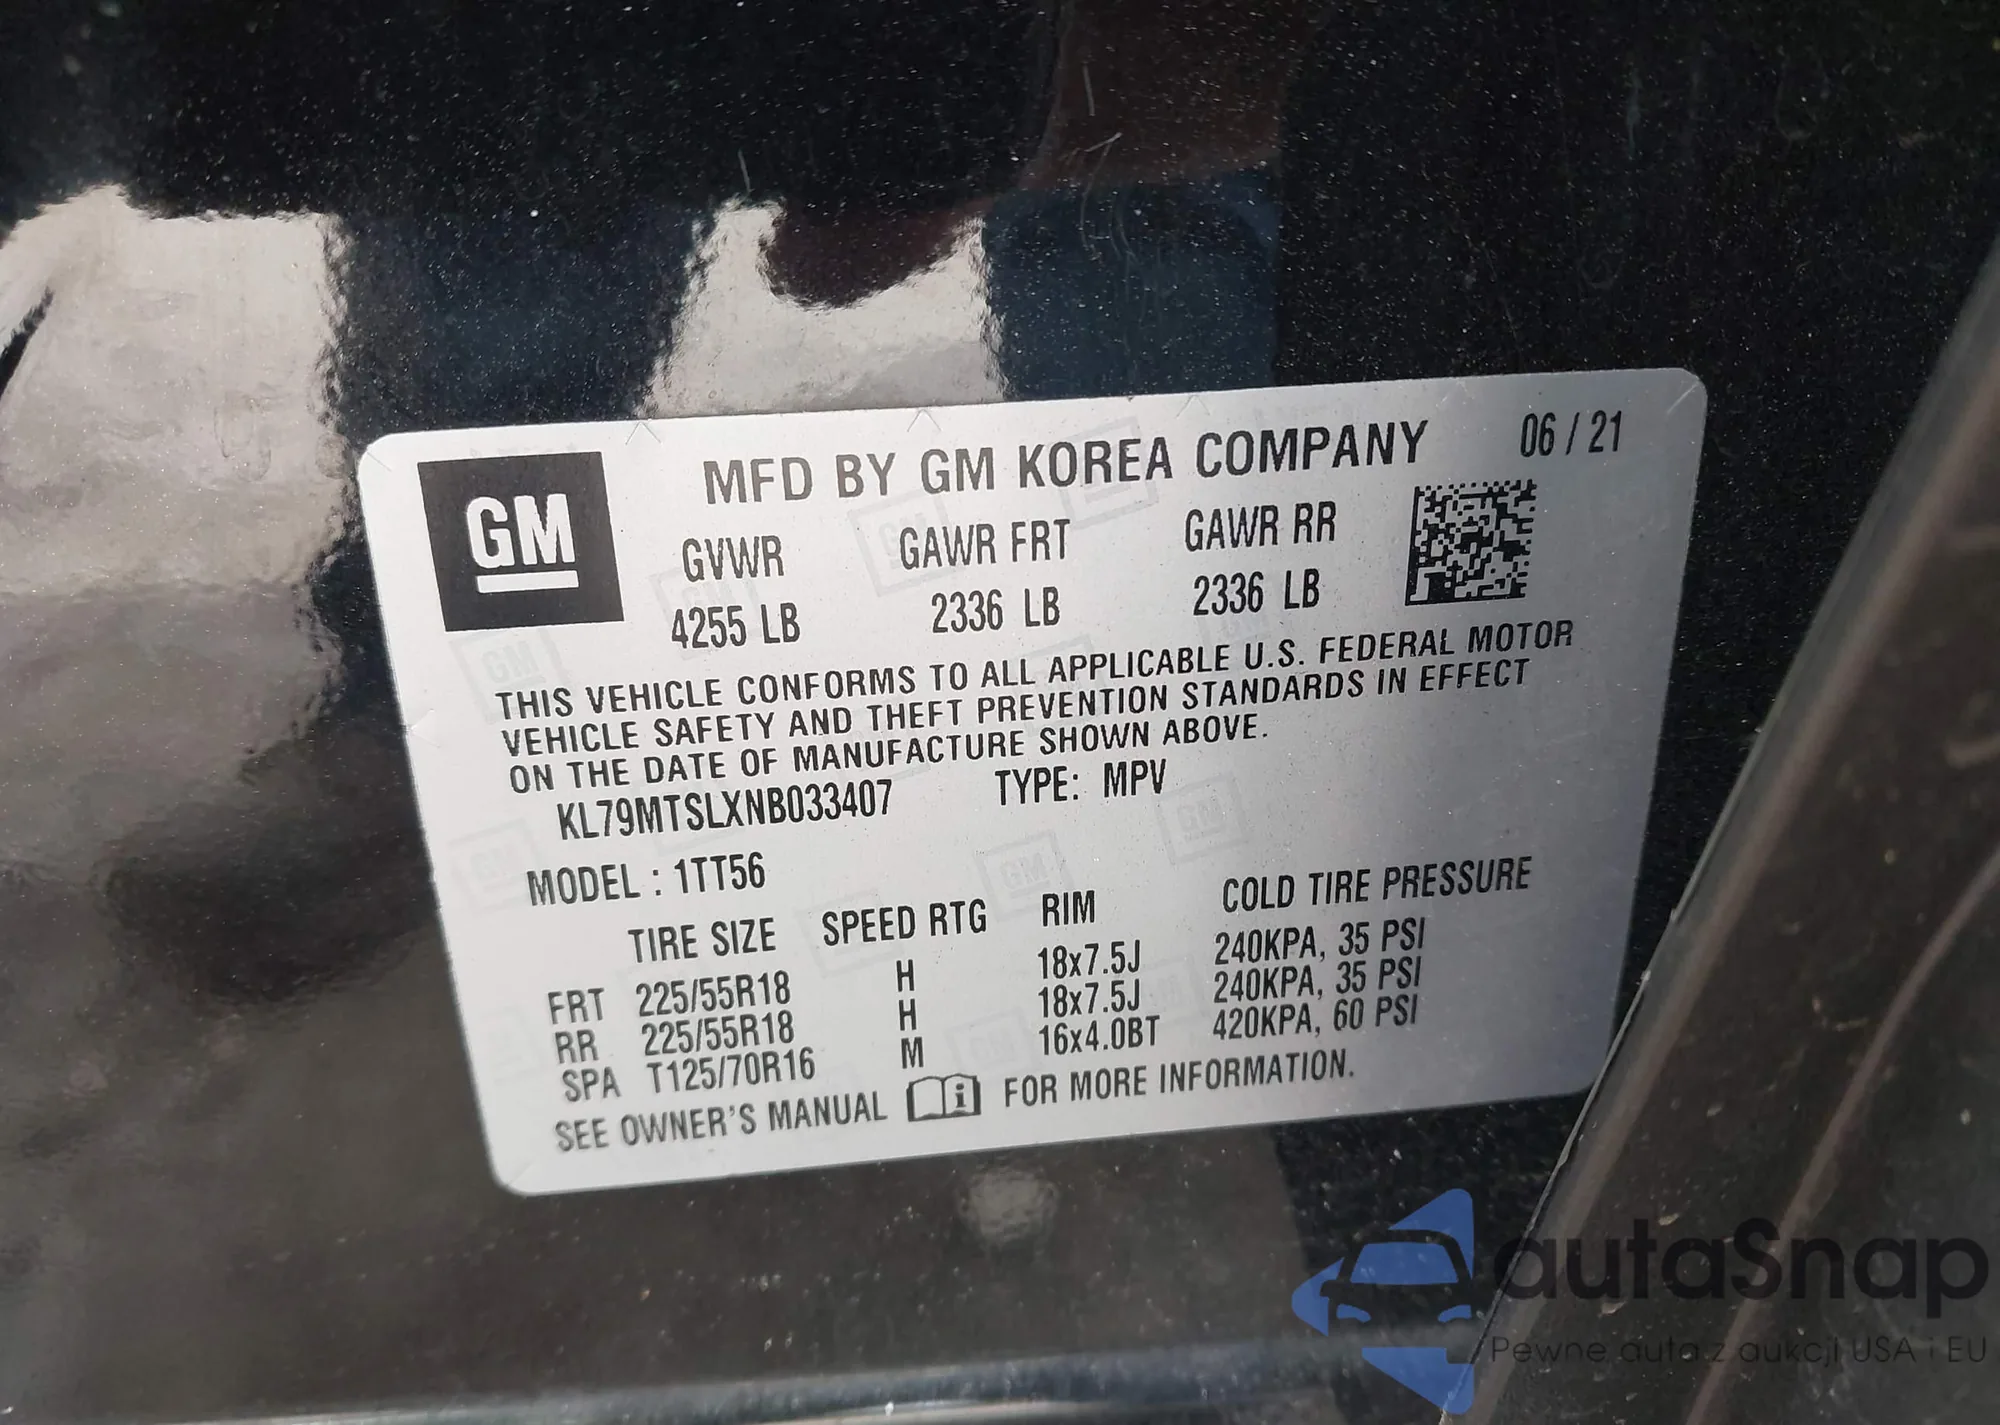 MFD BY GM KOREA COMPANY 06 / 21
GM
GVWR GAWR FRT GAWR RR
4255 LB 2336 LB 2336 LB
THIS VEHICLE CONFORMS TO ALL APPLICABLE U.S. FEDERAL MOTOR
VEHICLE SAFETY AND THEFT PREVENTION STANDARDS IN EFFECT
ON THE DATE OF MANUFACTURE SHOWN ABOVE.
KL79MTSLXNB033407 TYPE: MPV
MODEL : 1TT56
TIRE SIZE SPEED RTG RIM COLD TIRE PRESSURE
FRT 225/55R18 H 18x7.5J 240KPA, 35 PSI
RR 225/55R18 H 18x7.5J 240KPA, 35 PSI
SPA T125/70R16 M 16x4.0BT 420KPA, 60 PSI
SEE OWNER'S MANUAL i FOR MORE INFORMATION.
autaSnap
Pewne auta z aukcji USA i EU